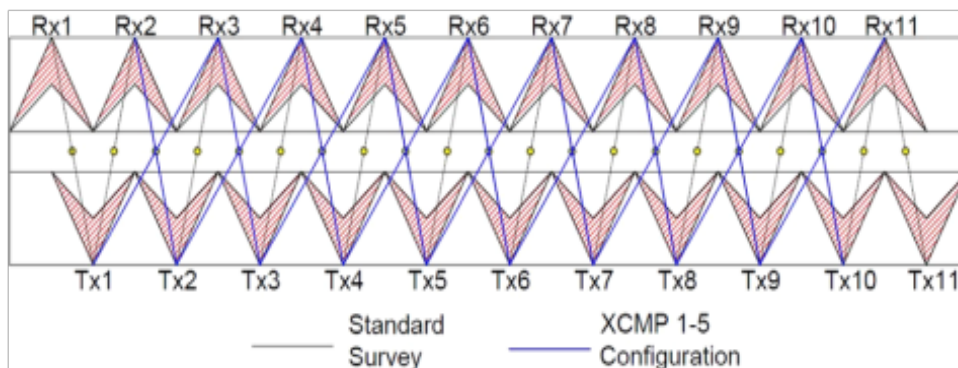 Rx1 Rx2 Rx3 Rx4 Rx5 Rx6 Rx7 Rx8 Rx9 Rx10 Rx11
Tx1 Tx2 Tx3 Tx4 Tx5 Tx6 Tx7 Tx8 Tx9 Tx10 Tx11
Standard
Survey
XCMP 1-5
Configuration